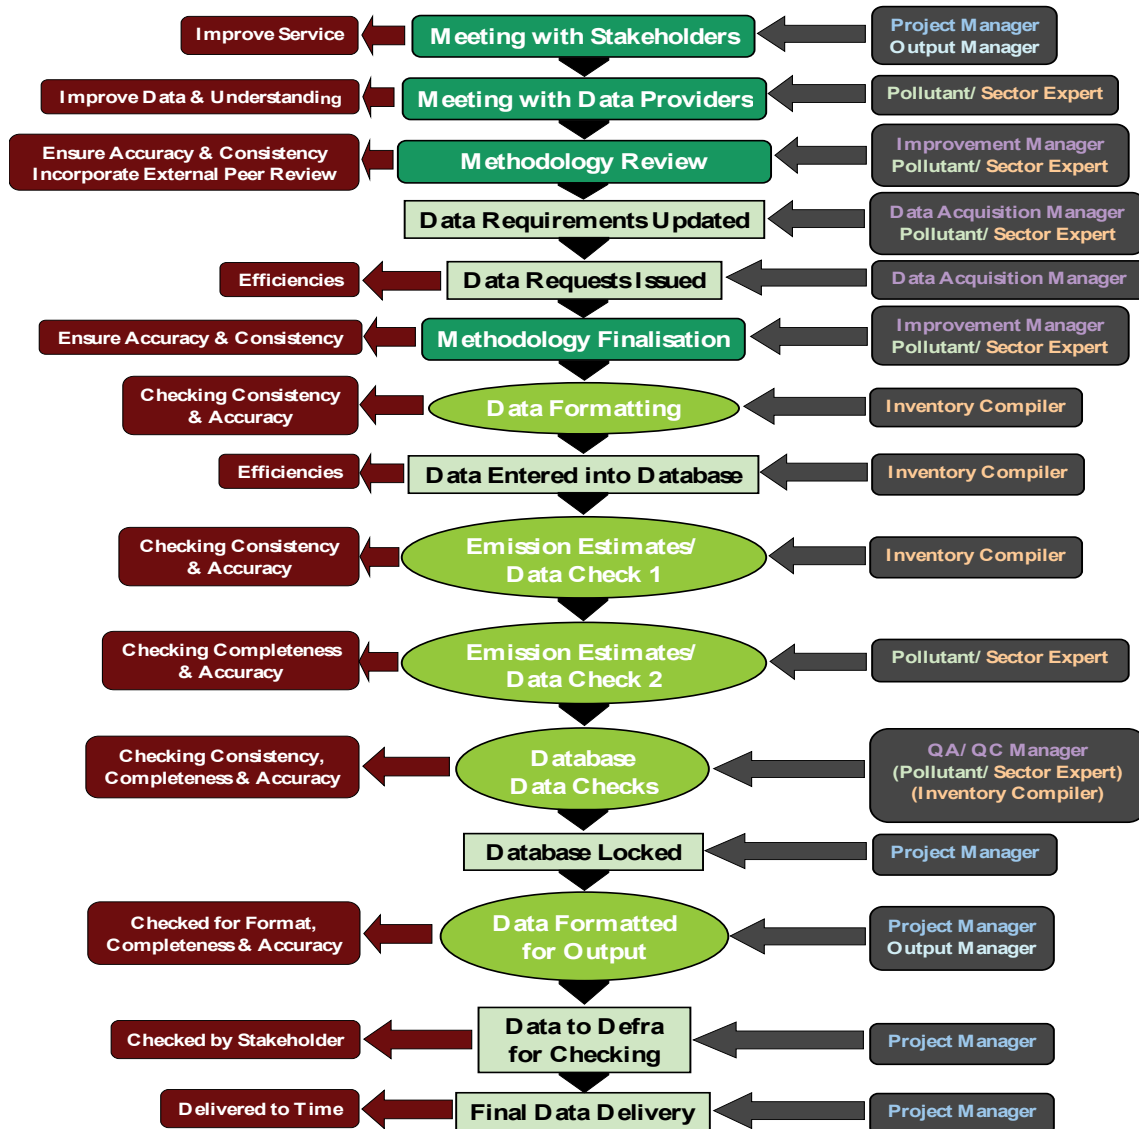 Improve Service
Meeting with Stakeholders
Project Manager
Output Manager
Improve Data & Understanding
Meeting with Data Providers
Pollutant/ Sector Expert
Ensure Accuracy & Consistency
Incorporate External Peer Review
Methodology Review
Improvement Manager
Pollutant/ Sector Expert
Data Requirements Updated
Data Acquisition Manager
Pollutant/ Sector Expert
Efficiencies
Data Requests Issued
Data Acquisition Manager
Ensure Accuracy & Consistency
Methodology Finalisation
Improvement Manager
Pollutant/ Sector Expert
Checking Consistency
& Accuracy
Data Formatting
Inventory Compiler
Efficiencies
Data Entered into Database
Inventory Compiler
Checking Consistency
& Accuracy
Emission Estimates/
Data Check 1
Inventory Compiler
Checking Completeness
& Accuracy
Emission Estimates/
Data Check 2
Pollutant/ Sector Expert
Checking Consistency,
Completeness & Accuracy
Database
Data Checks
QA/ QC Manager
(Pollutant/ Sector Expert)
(Inventory Compiler)
Database Locked
Project Manager
Checked for Format,
Completeness & Accuracy
Data Formatted
for Output
Project Manager
Output Manager
Checked by Stakeholder
Data to Defra
for Checking
Project Manager
Delivered to Time
Final Data Delivery
Project Manager